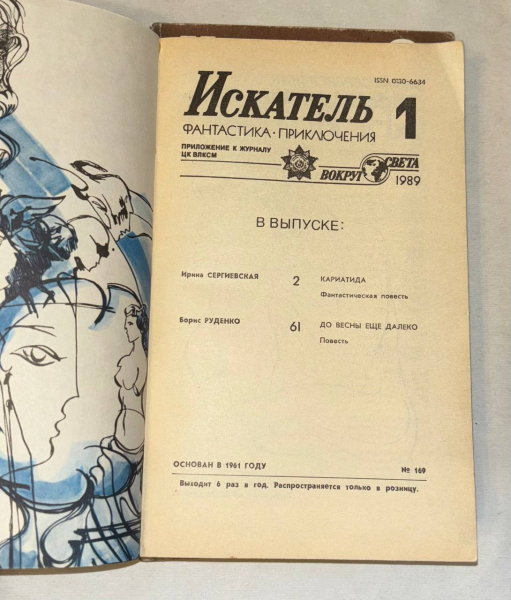 ISSN 0130-6634
ИСКАТЕЛЬ 1
ФАНТАСТИКА·ПРИКЛЮЧЕНИЯ
ПРИЛОЖЕНИЕ К ЖУРНАЛУ
ЦК ВЛКСМ
ВОКРУГ СВЕТА
1989
В ВЫПУСКЕ:
Ирина СЕРГИЕВСКАЯ 2 КАРИАТИДА
Фантастическая повесть
Борис РУДЕНКО 61 ДО ВЕСНЫ ЕЩЕ ДАЛЕКО
Повесть
ОСНОВАН В 1961 ГОДУ № 169
Выходит 6 раз в год. Распространяется только в розницу.